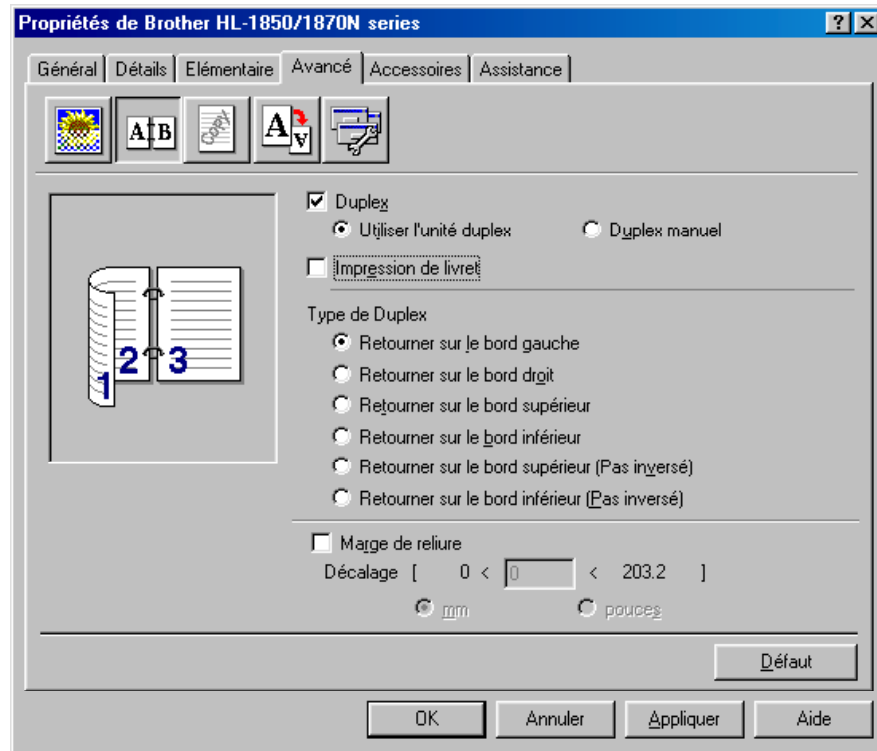 Propriétés de Brother HL-1850/1870N series
Général Détails Elémentaire Avancé Accessoires Assistance
A B COPY A A
Duplex
Utiliser l'unité duplex Duplex manuel
Impression de livret
Type de Duplex
Retourner sur le bord gauche
Retourner sur le bord droit
Retourner sur le bord supérieur
Retourner sur le bord inférieur
Retourner sur le bord supérieur (Pas inversé)
Retourner sur le bord inférieur (Pas inversé)
1 2 3
Marge de reliure
Décalage [ 0 < 0 < 203.2 ]
mm pouces
Défaut
OK Annuler Appliquer Aide